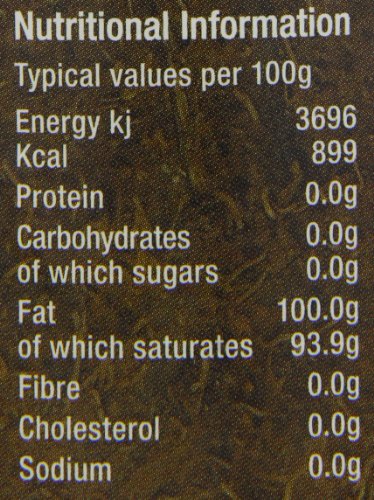 Nutritional Information
Typical values per 100g
Energy kj 3696
Kcal 899
Protein 0.0g
Carbohydrates 0.0g
of which sugars 0.0g
Fat 100.0g
of which saturates 93.9g
Fibre 0.0g
Cholesterol 0.0g
Sodium 0.0g